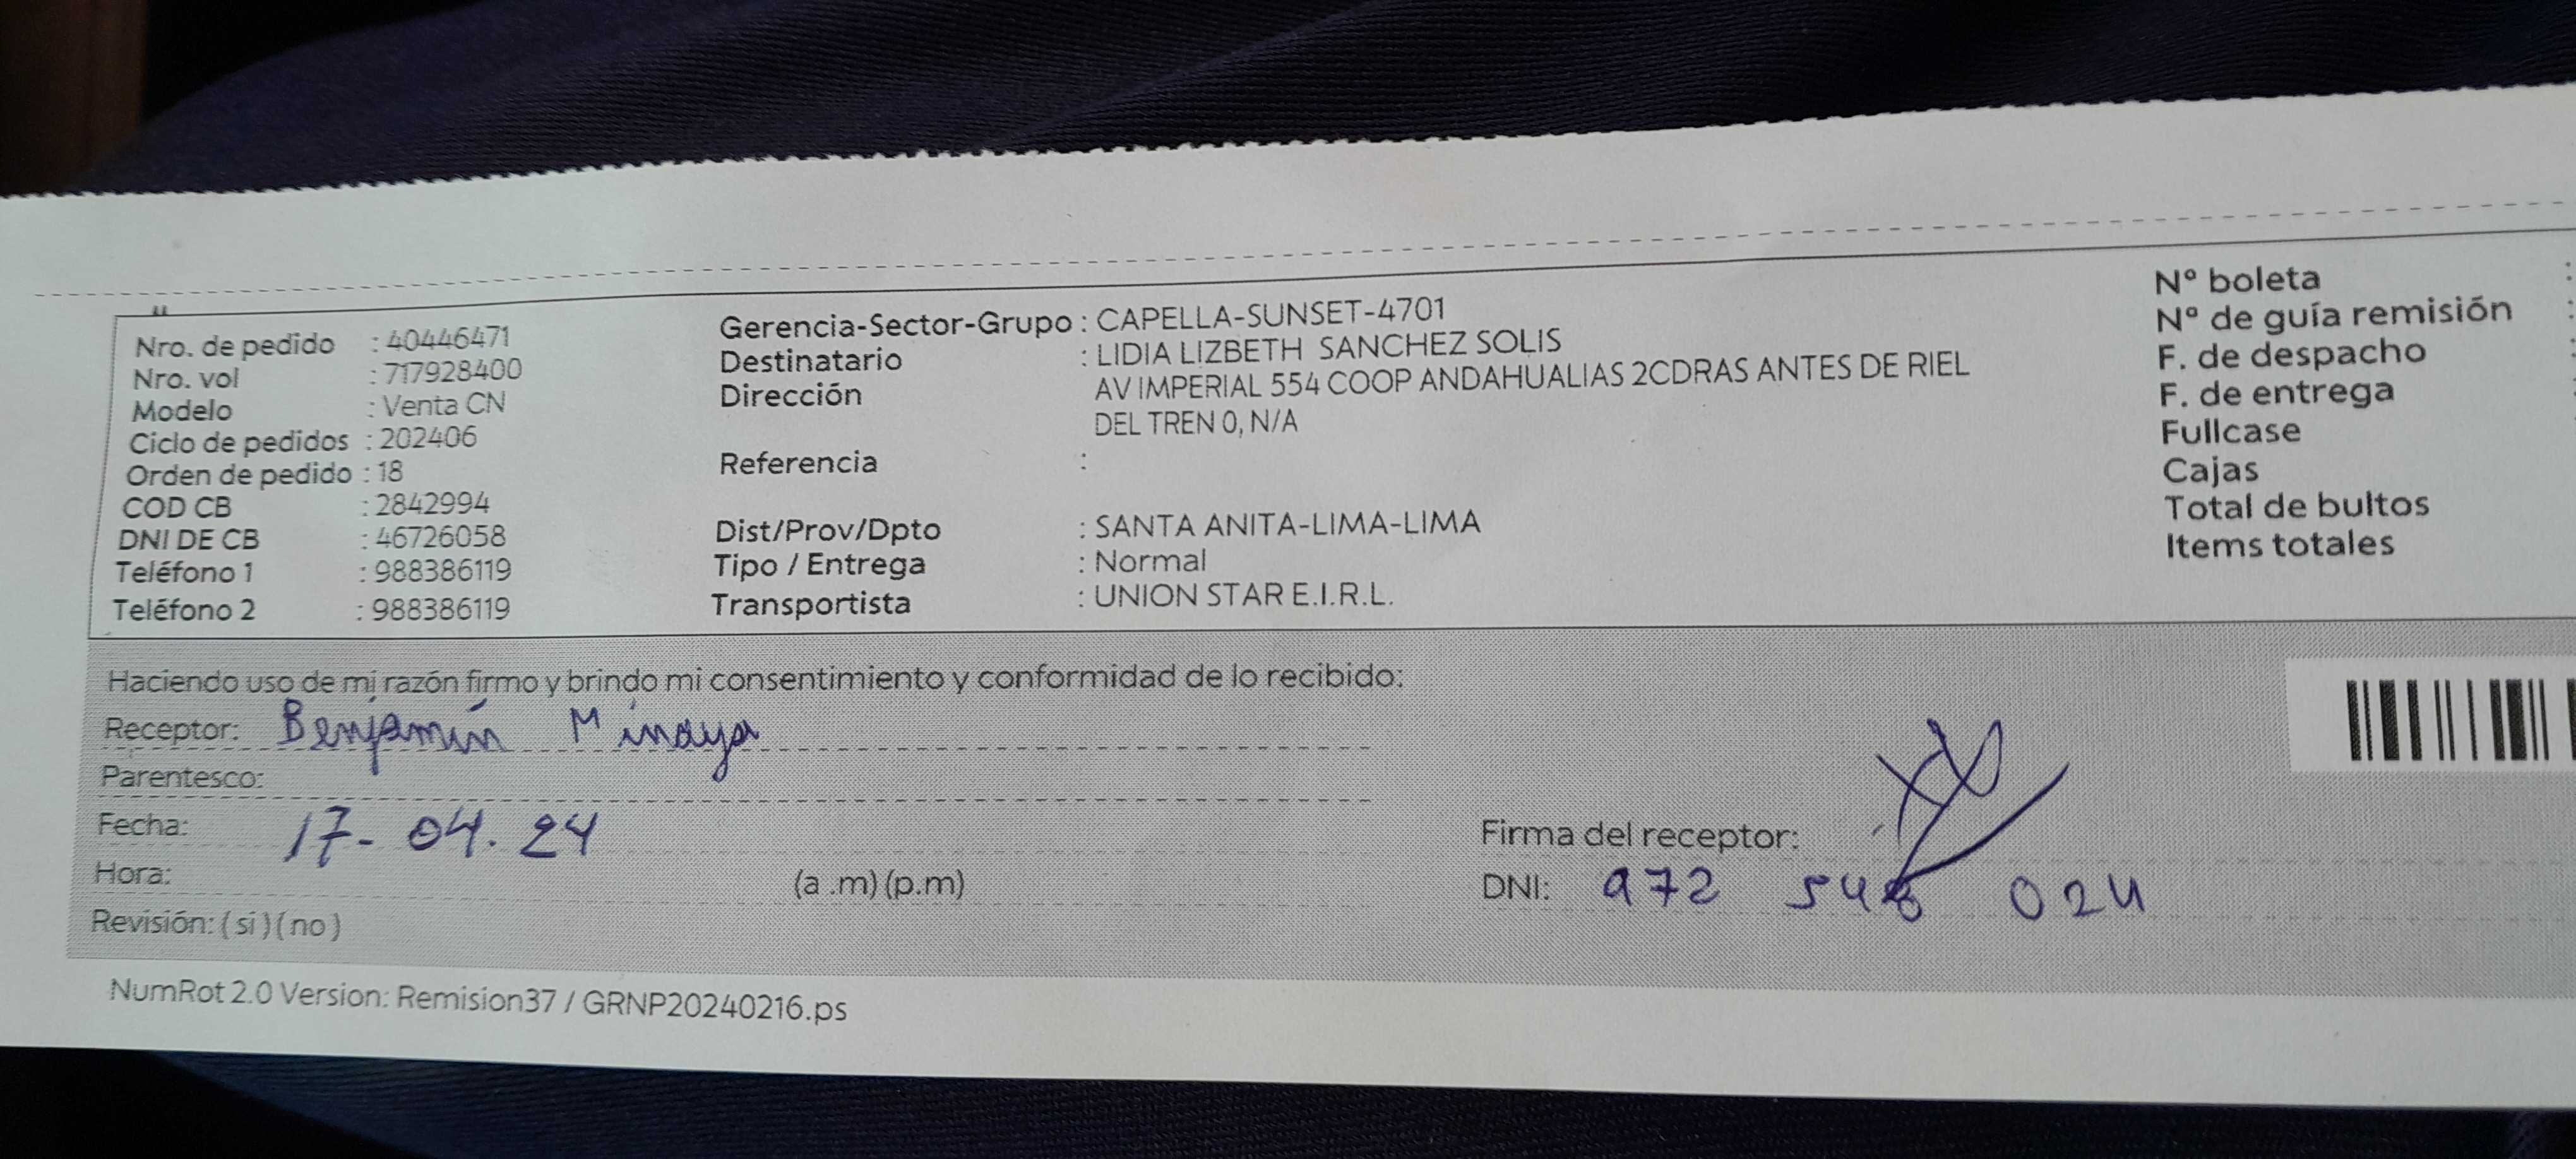 Nro. de pedido : 40446471
Nro. vol : 717928400
Modelo : Venta CN
Ciclo de pedidos : 202406
Orden de pedido : 18
COD CB : 2842994
DNI DE CB : 46726058
Teléfono 1 : 988386119
Teléfono 2 : 988386119
Gerencia-Sector-Grupo : CAPELLA-SUNSET-4701
Destinatario : LIDIA LIZBETH SANCHEZ SOLIS
Dirección AV IMPERIAL 554 COOP ANDAHUALIAS 2CDRAS ANTES DE RIEL
DEL TREN 0, N/A
Referencia :
Dist/Prov/Dpto : SANTA ANITA-LIMA-LIMA
Tipo / Entrega : Normal
Transportista : UNION STAR E.I.R.L.
Nº boleta :
Nº de guía remisión :
F. de despacho :
F. de entrega :
Fullcase
Cajas
Total de bultos
Items totales
Haciendo uso de mi razón firmo y brindo mi consentimiento y conformidad de lo recibido:
Receptor: Benjamín Minaya
Parentesco:
Fecha: 17-04.24
Hora: (a .m) (p.m)
Revisión: ( si ) ( no )
Firma del receptor:
DNI: 972 548 024
NumRot 2.0 Version: Remision37 / GRNP20240216.ps